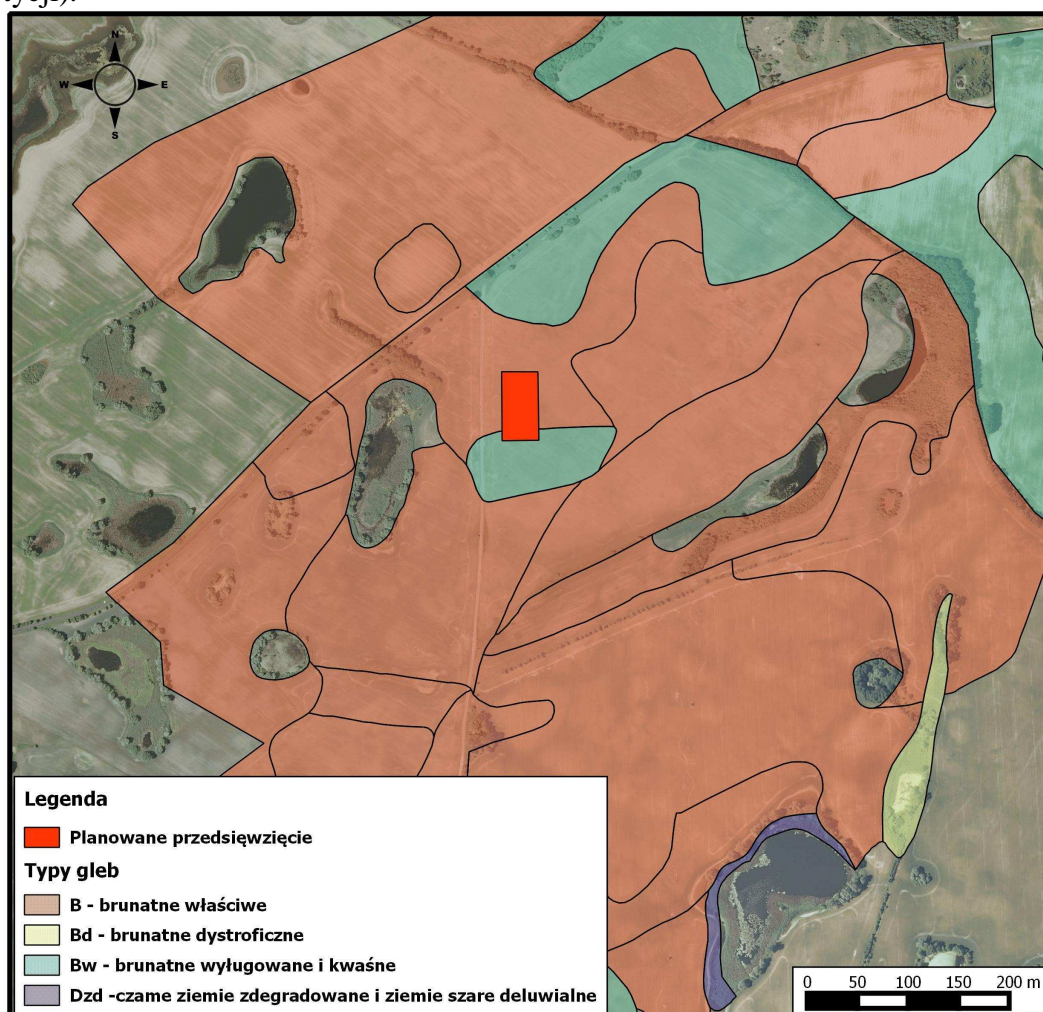 N
W E
S
Legenda
Planowane przedsięwzięcie
Typy gleb
B - brunatne właściwe
Bd - brunatne dystroficzne
Bw - brunatne wyługowane i kwaśne
Dzd -czarne ziemie zdegradowane i ziemie szare deluwialne
0 50 100 150 200 m